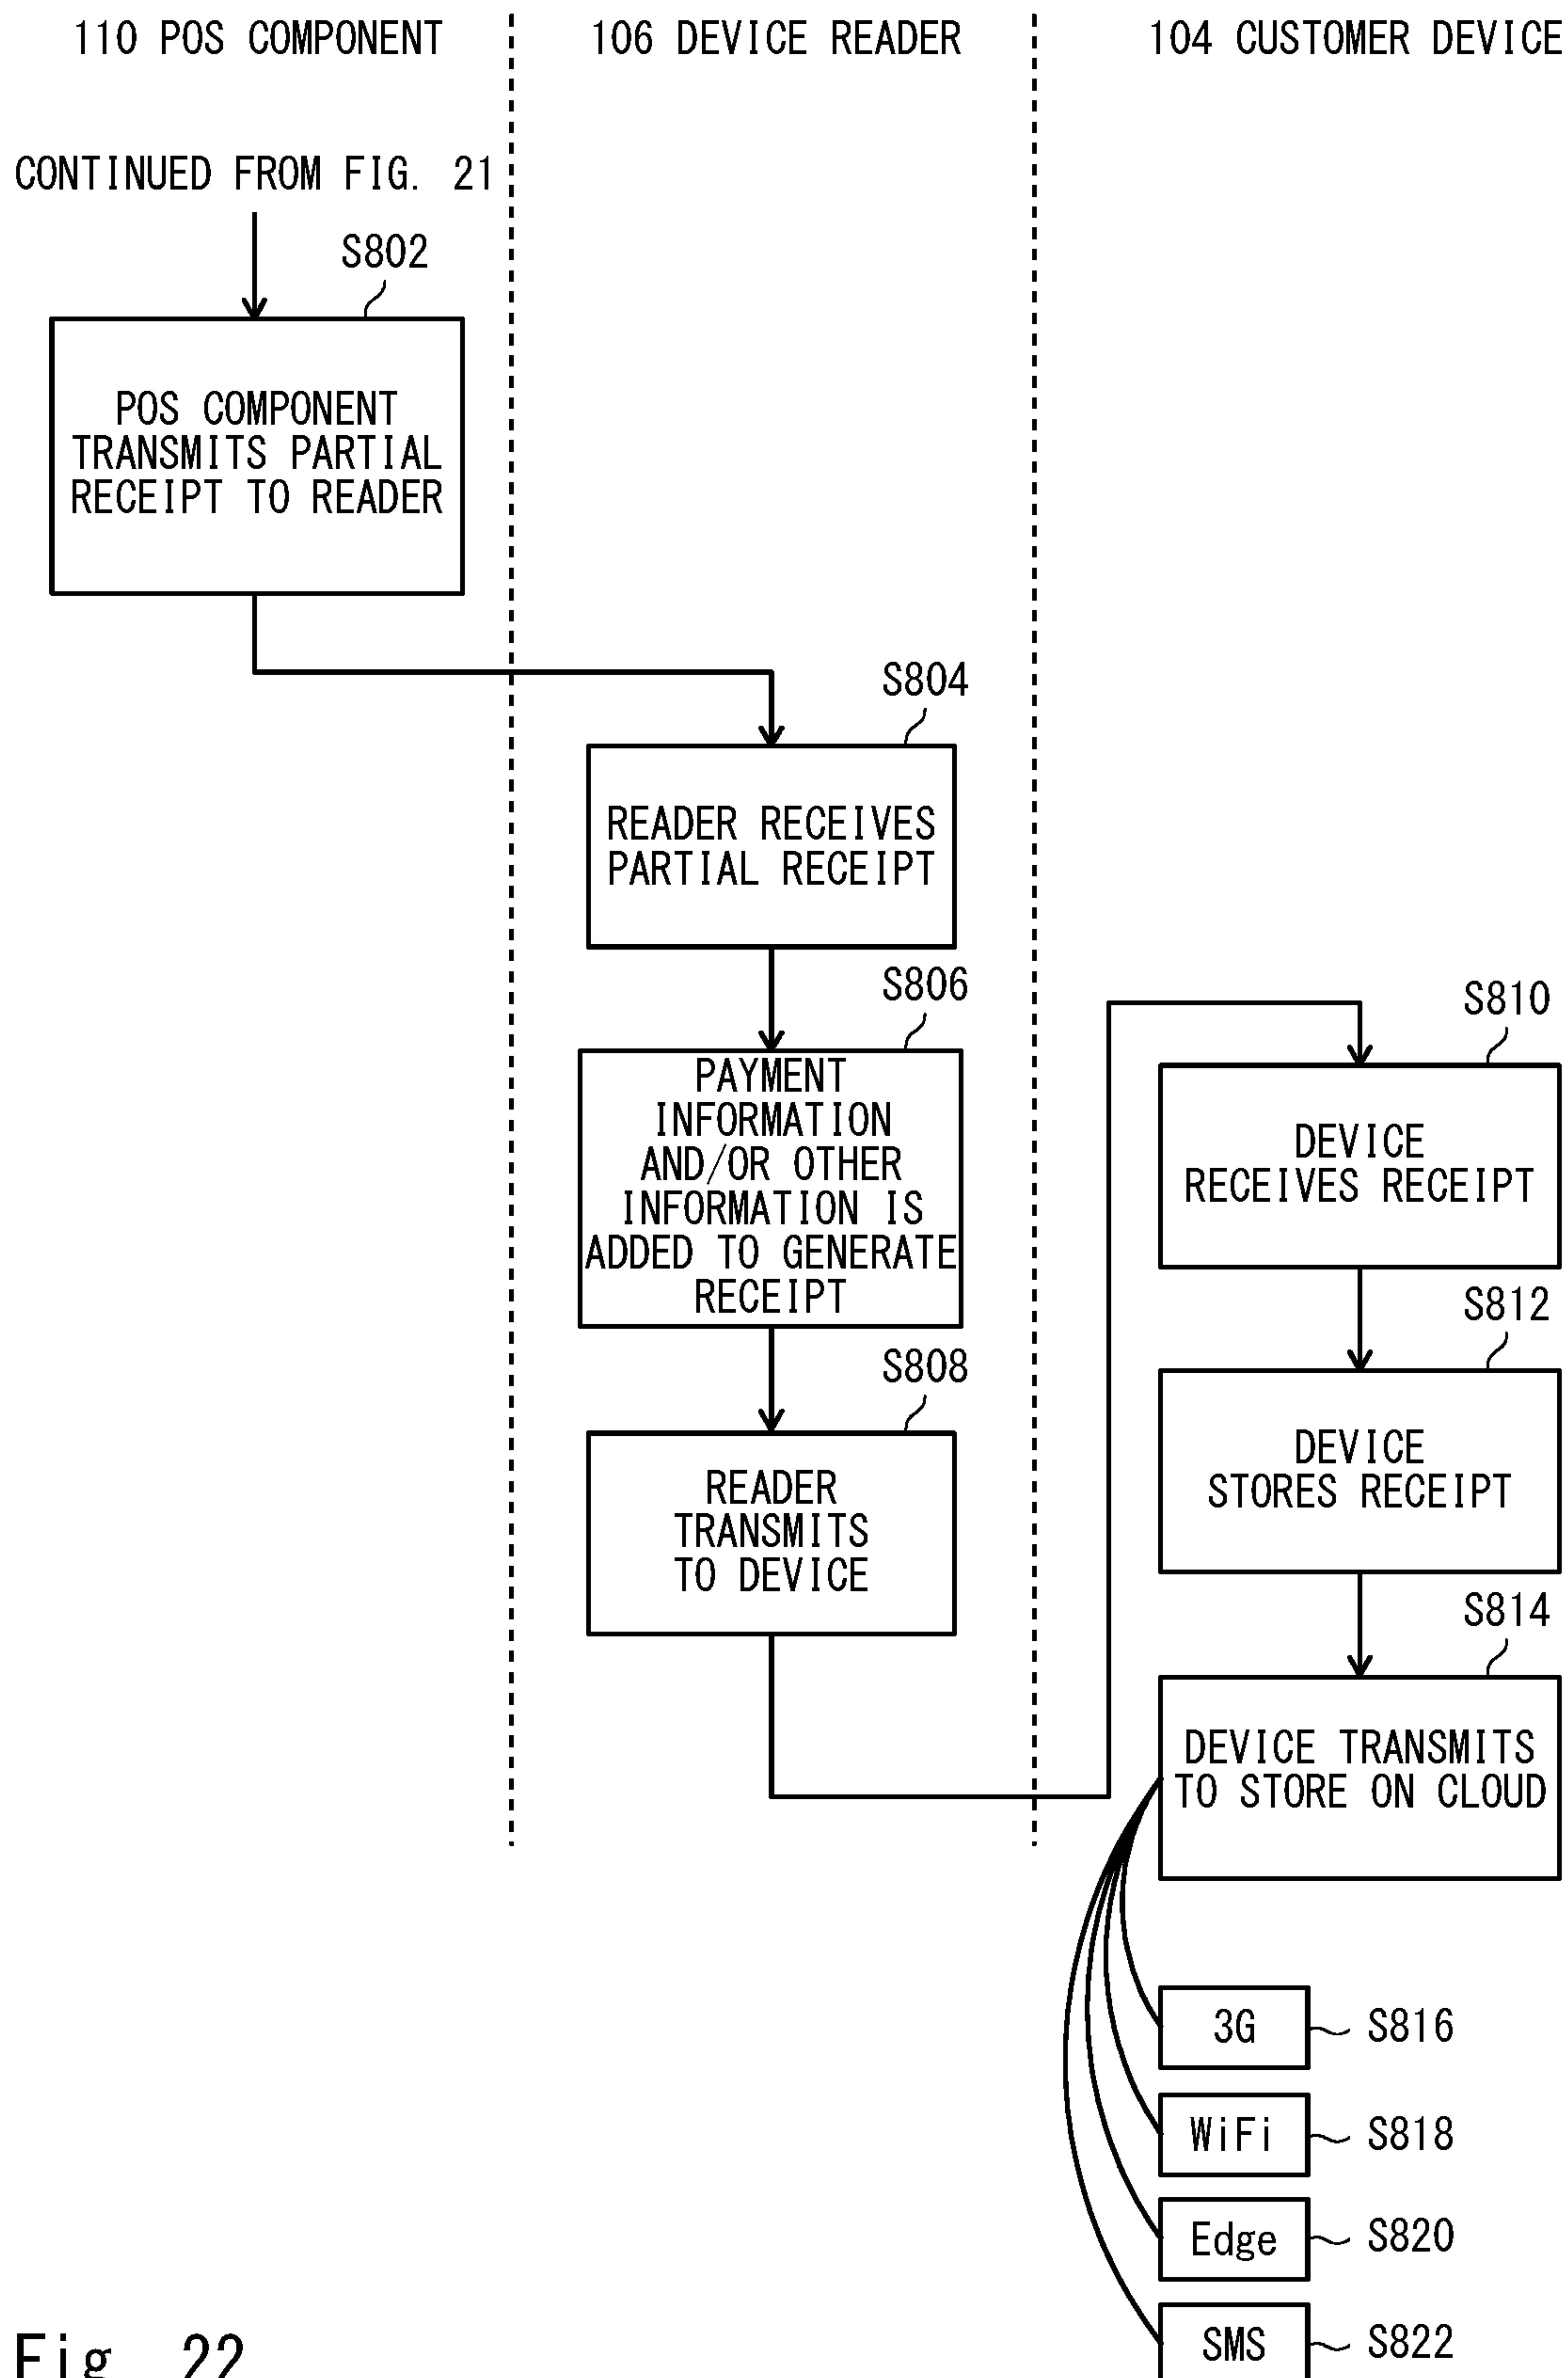 110 POS COMPONENT
106 DEVICE READER
104 CUSTOMER DEVICE
CONTINUED FROM FIG. 21
S802
POS COMPONENT
TRANSMITS PARTIAL
RECEIPT TO READER
S804
READER RECEIVES
PARTIAL RECEIPT
S806
PAYMENT
INFORMATION
AND/OR OTHER
INFORMATION IS
ADDED TO GENERATE
RECEIPT
S808
READER
TRANSMITS
TO DEVICE
S810
DEVICE
RECEIVES RECEIPT
S812
DEVICE
STORES RECEIPT
S814
DEVICE TRANSMITS
TO STORE ON CLOUD
3G
S816
WiFi
S818
Edge
S820
SMS
S822
Fig. 22